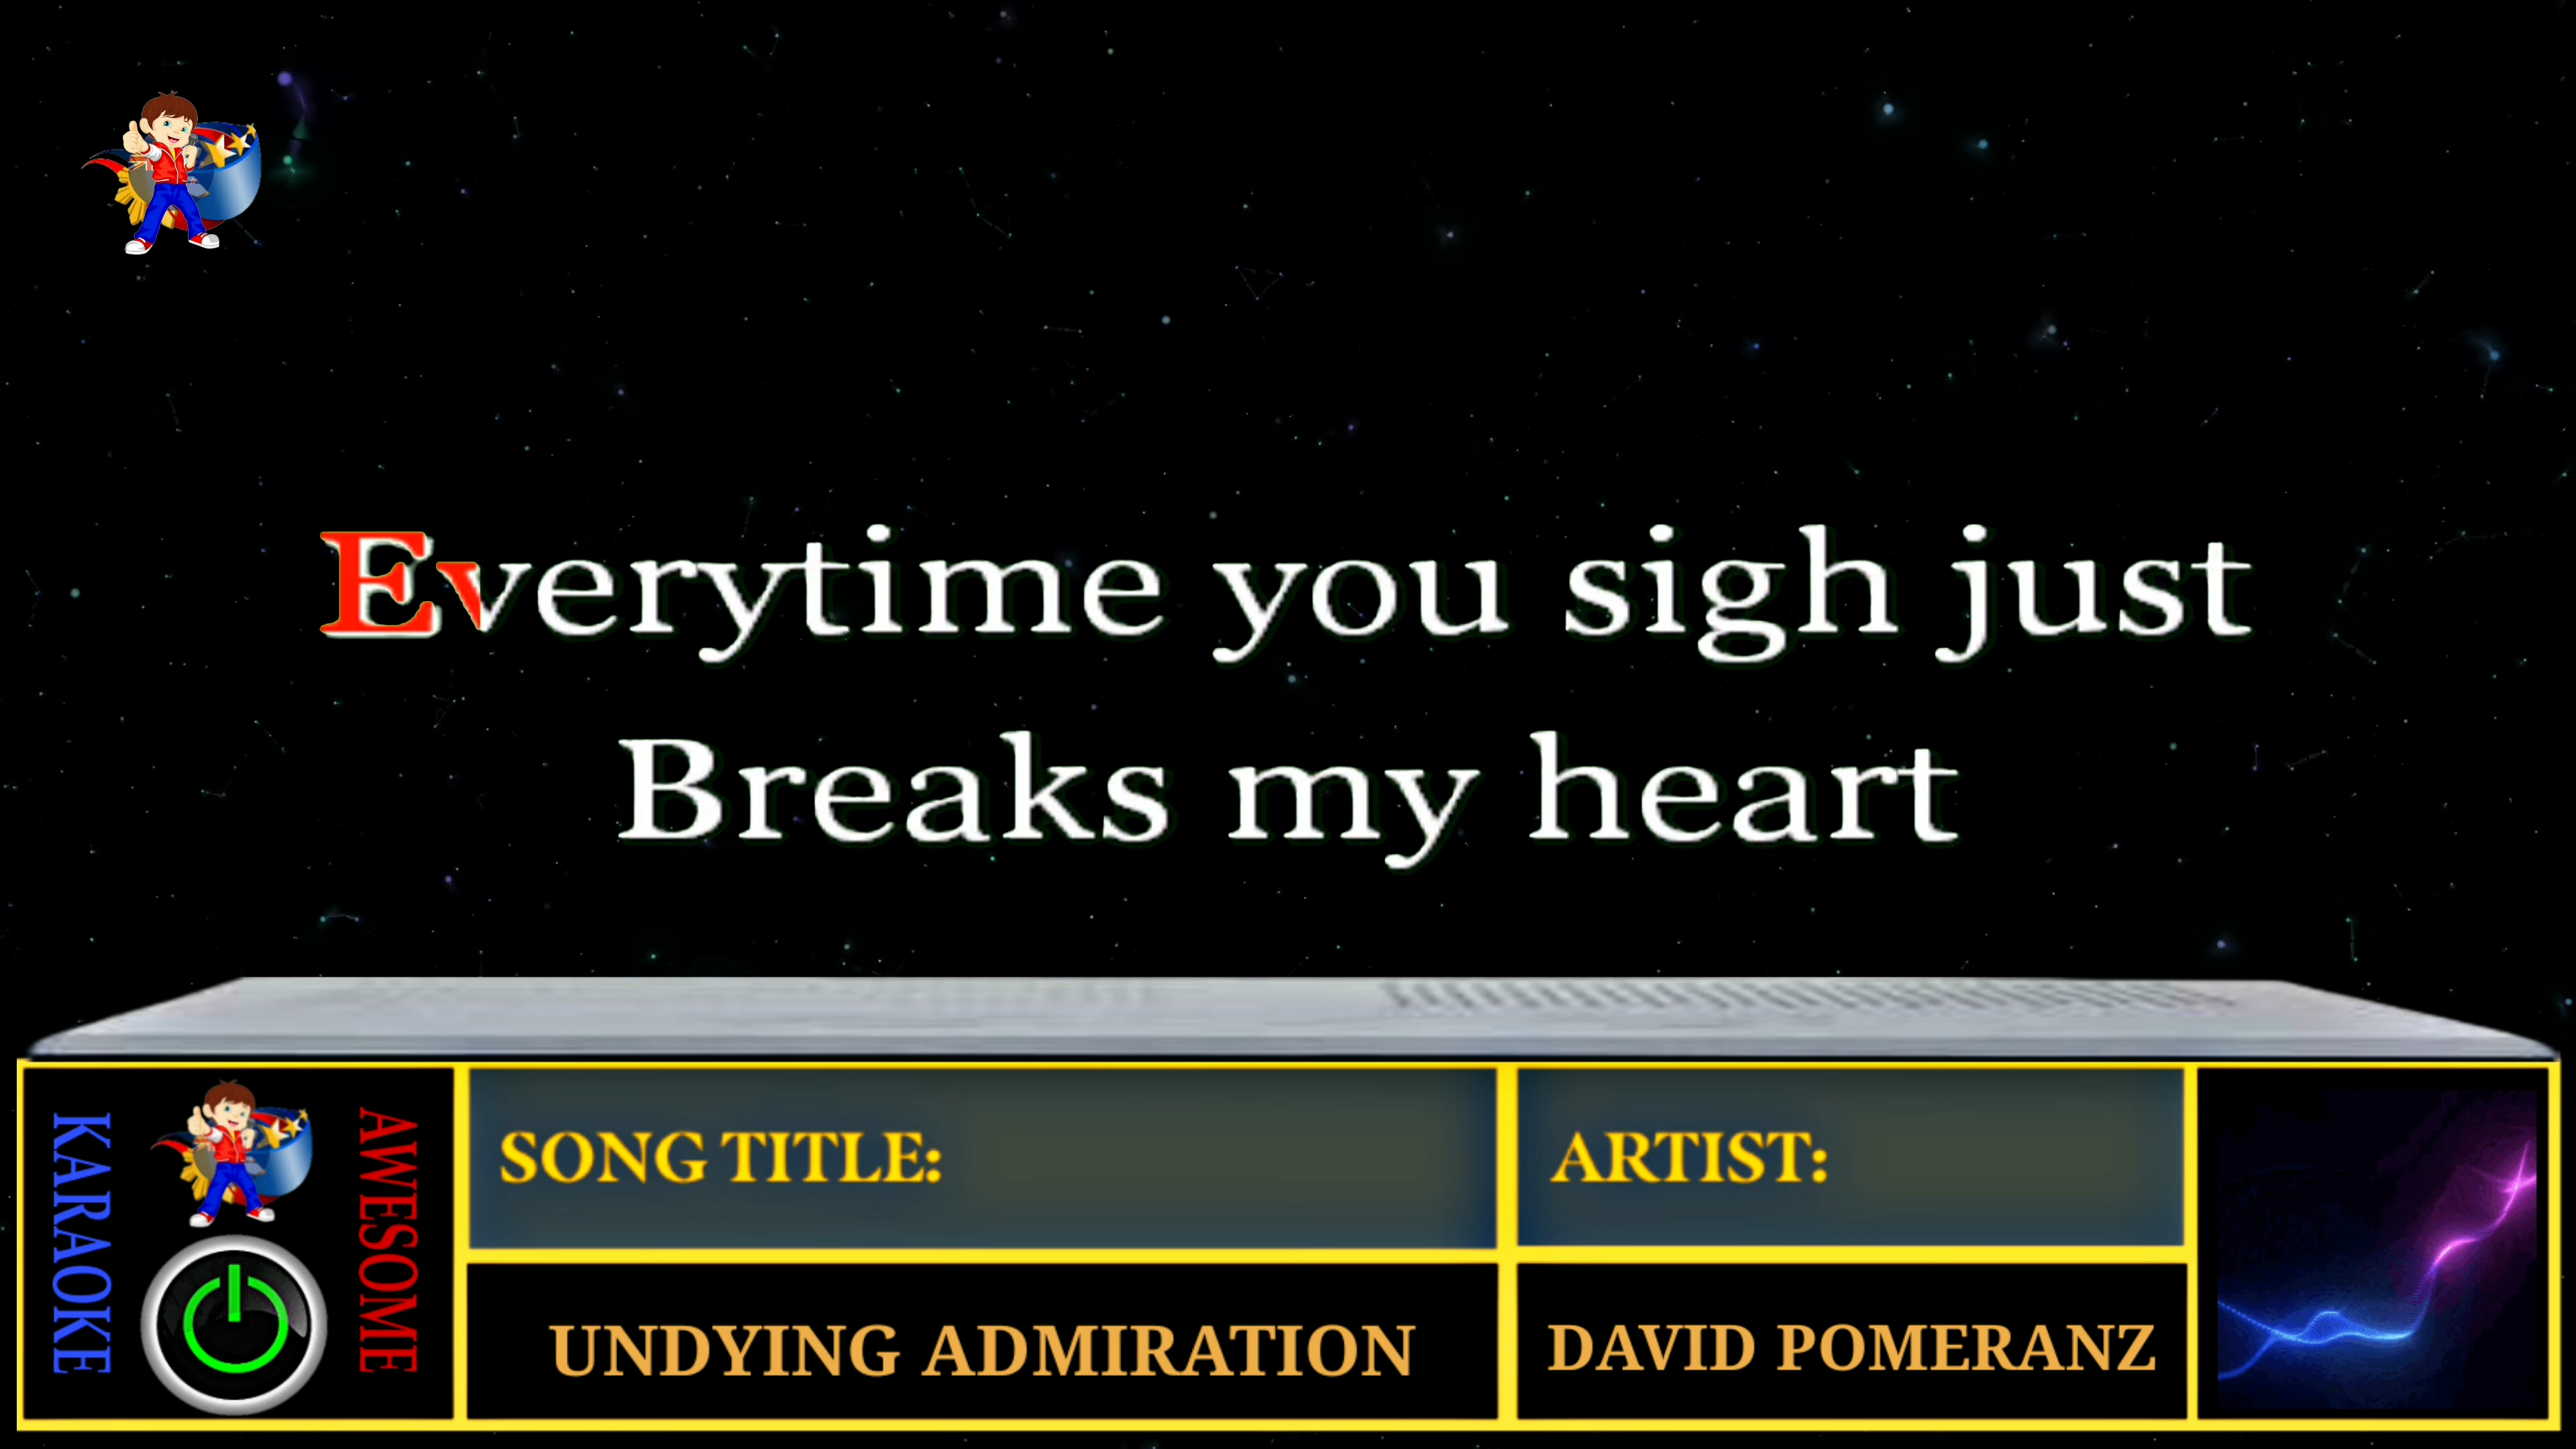 Everytime you sigh just
Breaks my heart
KARAOKE
AWESOME
SONG TITLE:
ARTIST:
UNDYING ADMIRATION
DAVID POMERANZ